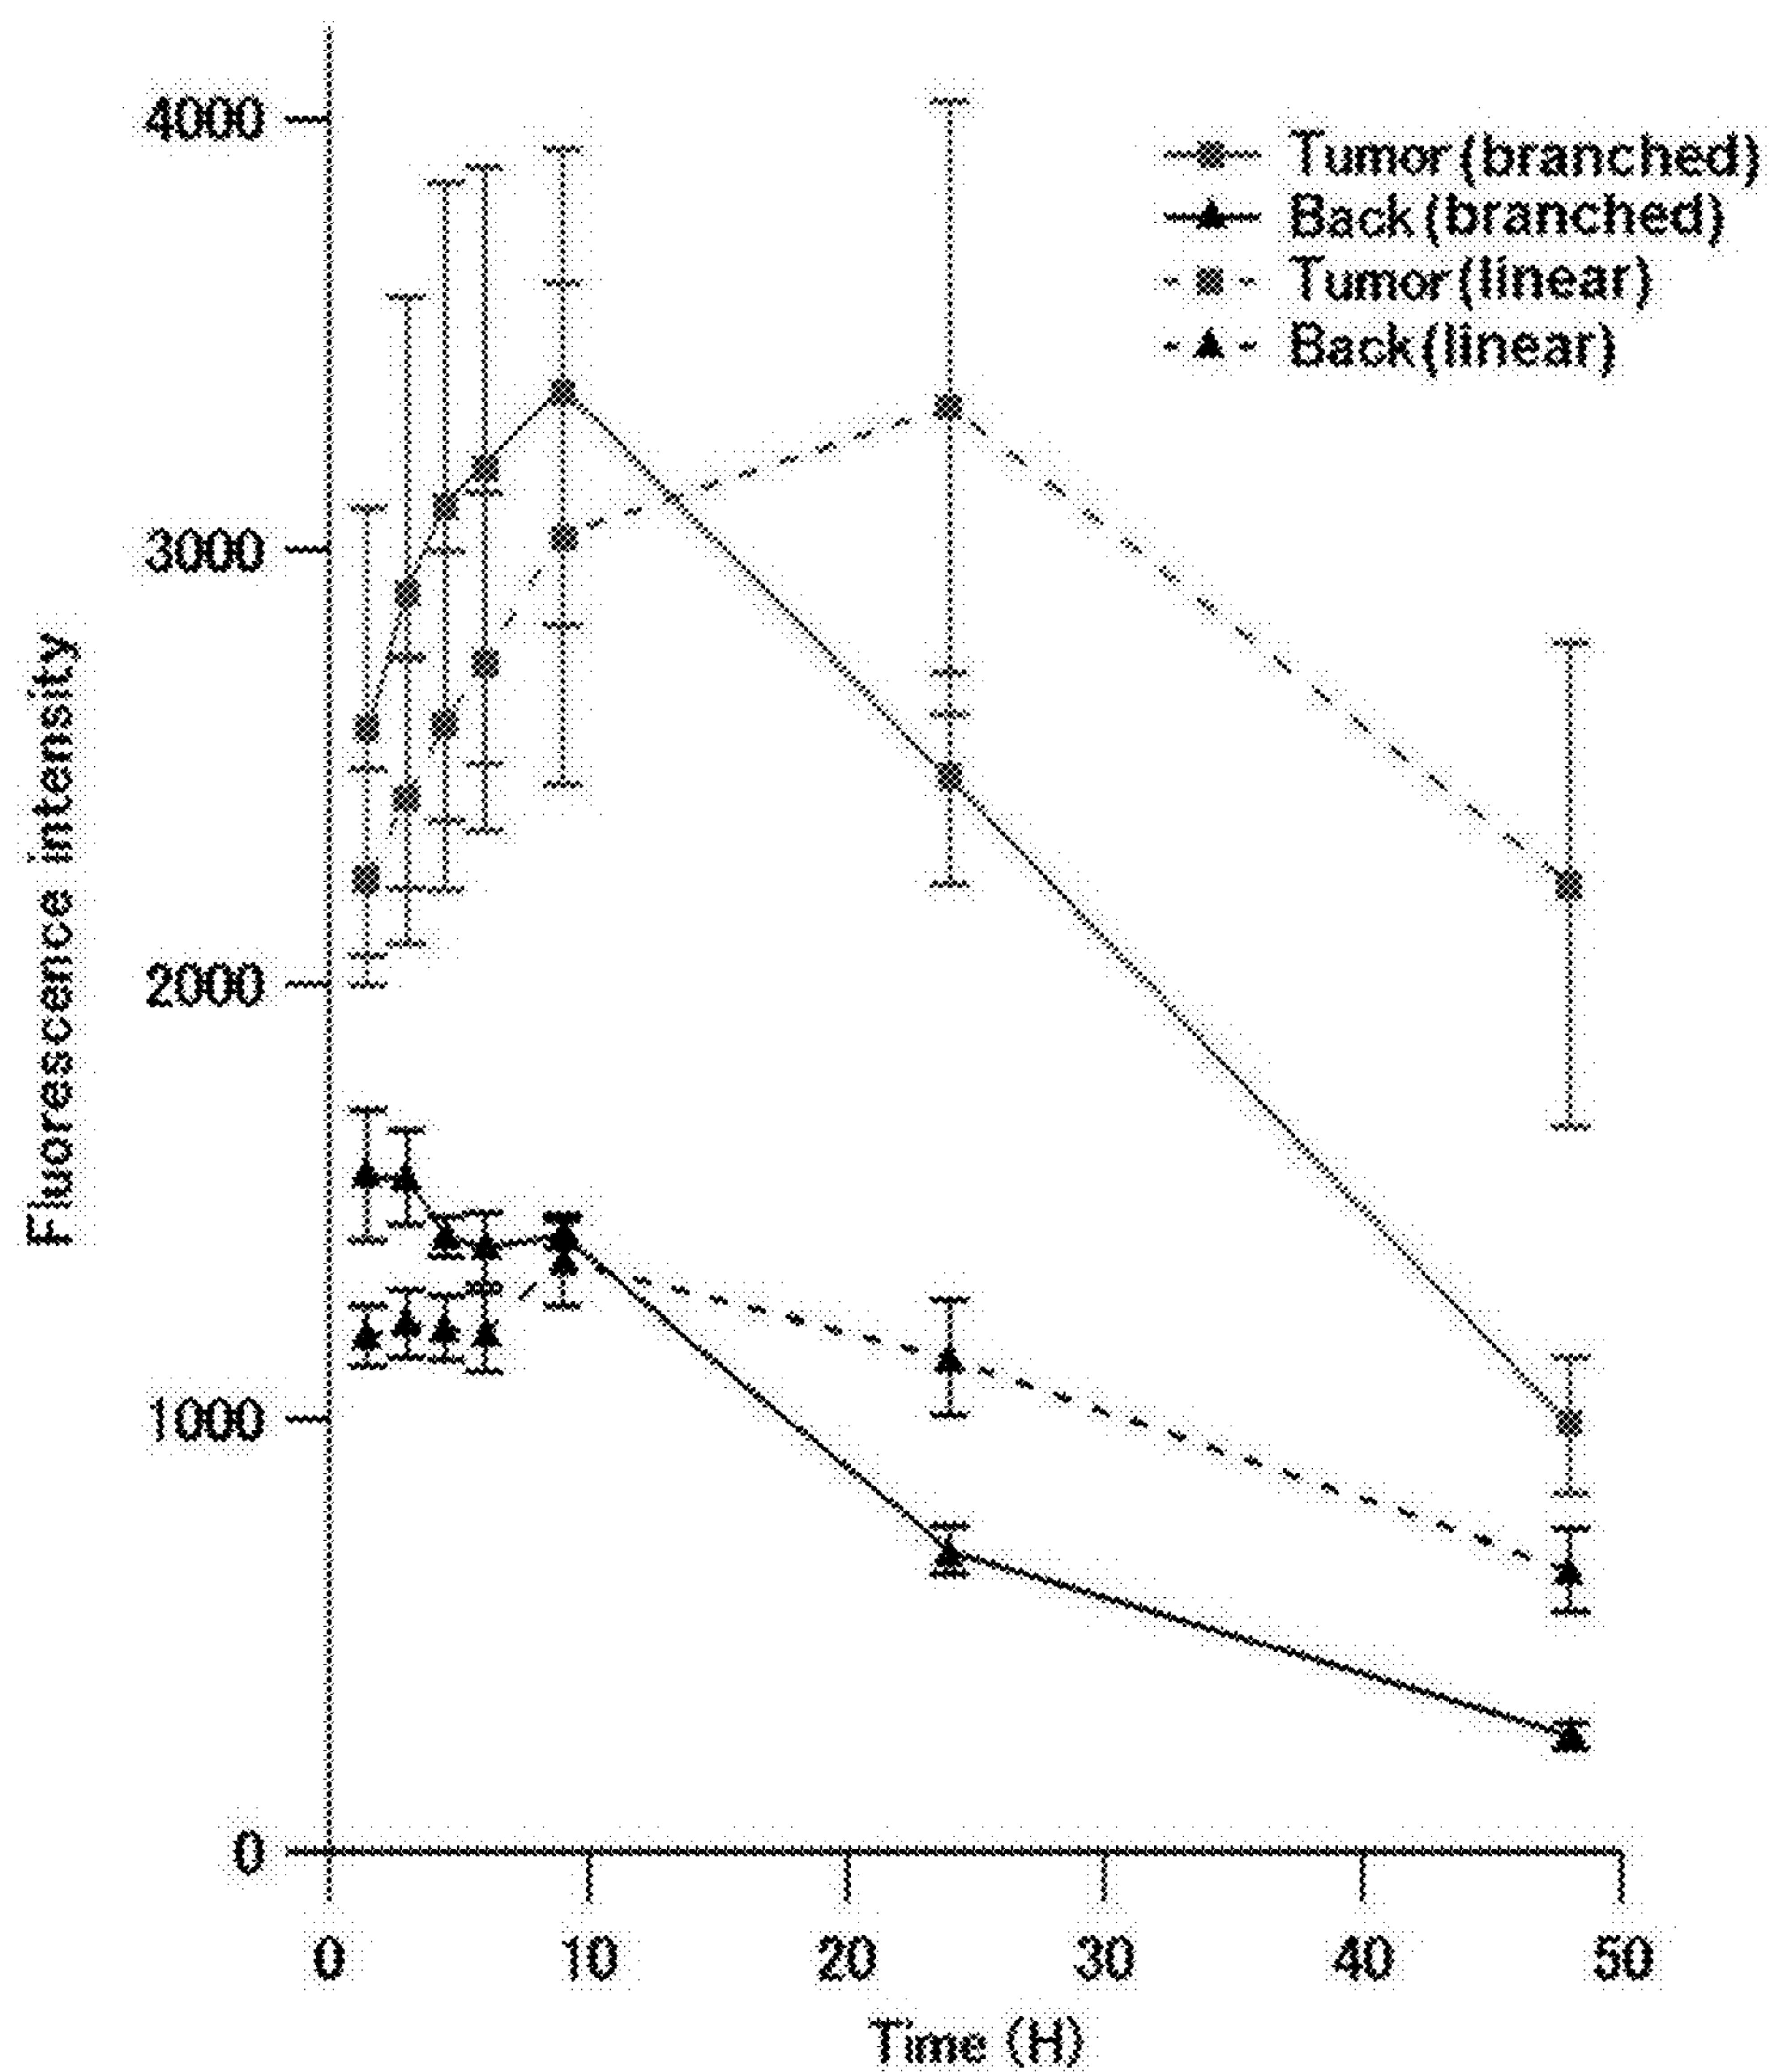 4000
3000
2000
1000
0
Fluorescence intensity
Tumor (branched)
Back (branched)
Tumor (linear)
Back (linear)
0 10 20 30 40 50
Time (H)